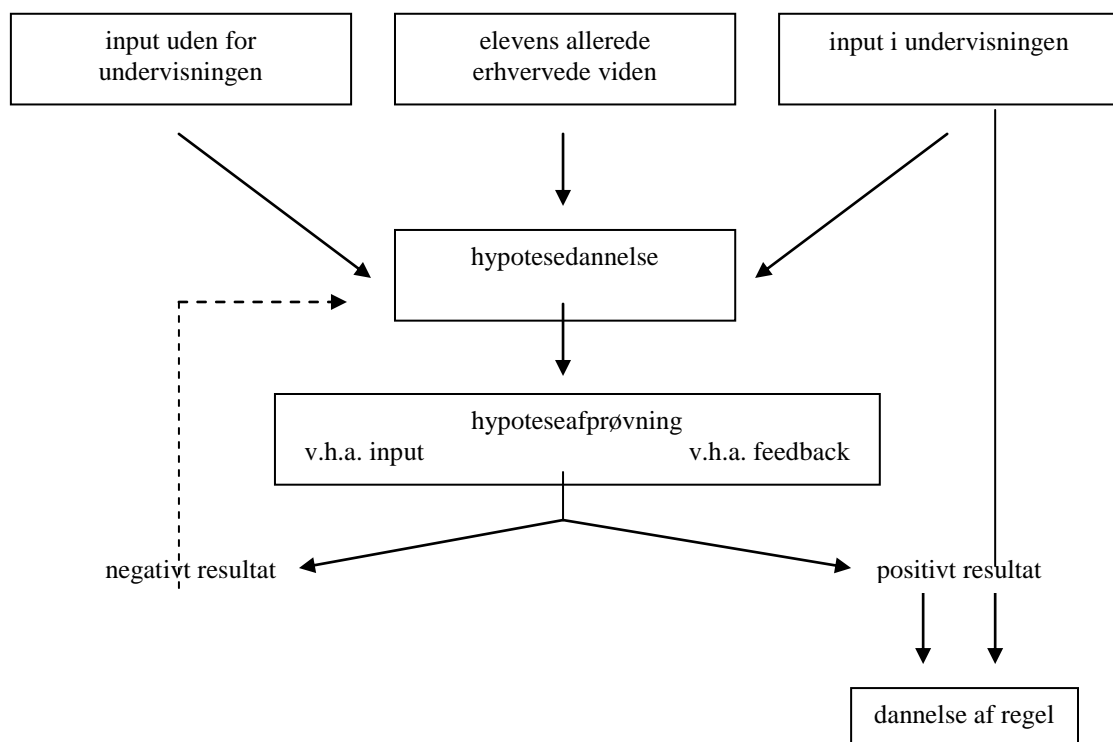 input uden for
undervisningen
elevens allerede
erhvervede viden
input i undervisningen
hypotesedannelse
hypoteseafprøvning
v.h.a. input
v.h.a. feedback
negativt resultat
positivt resultat
dannelse af regel